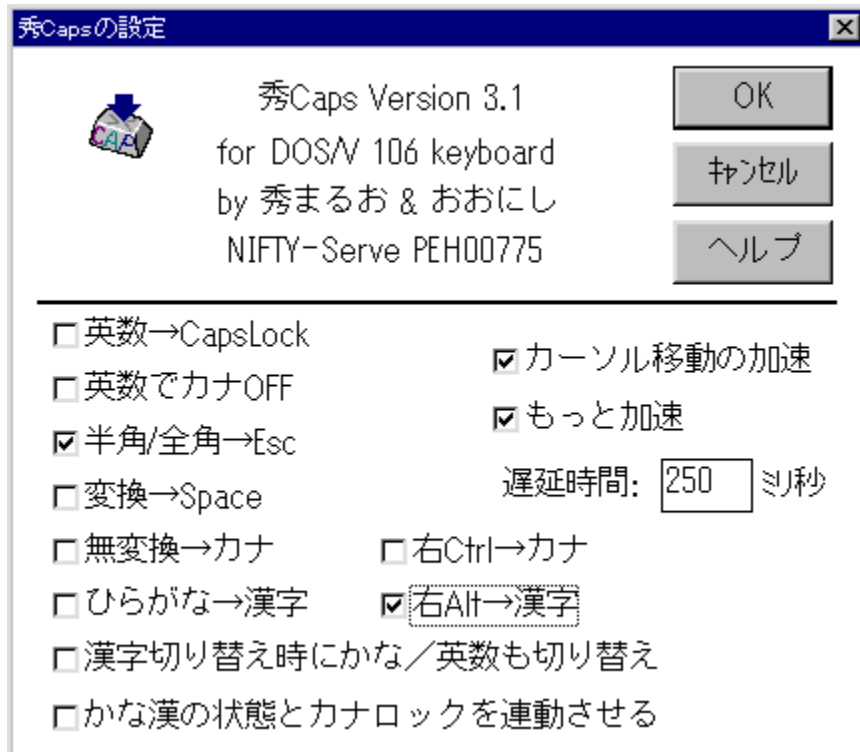 秀Capsの設定
CAP
秀Caps Version 3.1
for DOS/V 106 keyboard
by 秀まるお & おおにし
NIFTY-Serve PEH00775
OK
キャンセル
ヘルプ
英数→CapsLock
英数でカナOFF
半角/全角→Esc
変換→Space
無変換→カナ
ひらがな→漢字
カーソル移動の加速
もっと加速
遅延時間: 250 ミリ秒
右Ctrl→カナ
右Alt→漢字
漢字切り替え時にかな／英数も切り替え
かな漢の状態とカナロックを連動させる